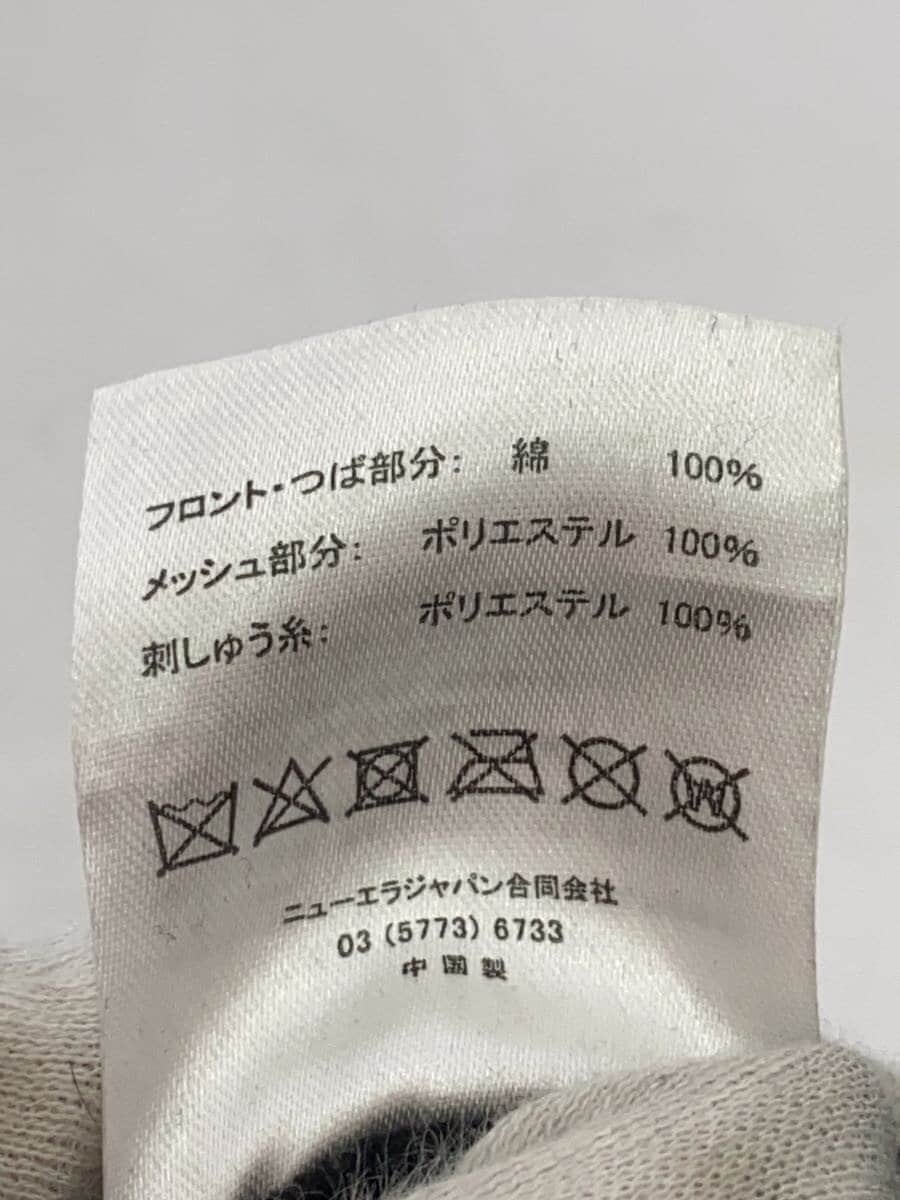 フロント・つば部分: 綿 100%
メッシュ部分: ポリエステル 100%
刺しゅう糸: ポリエステル 100%
W
ニューエラジャパン合同会社
03 (5773) 6733
中国製